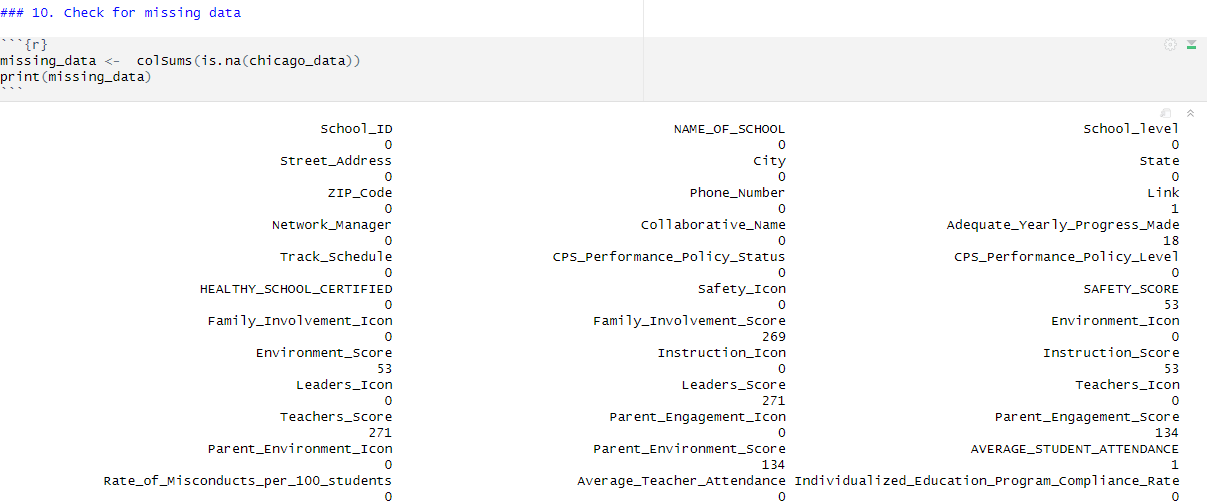 ### 10. Check for missing data
```{r}
missing_data <-  colSums(is.na(chicago_data))
print(missing_data)
```
School_ID NAME_OF_SCHOOL School_level
0 0 0
Street_Address City State
0 0 0
ZIP_Code Phone_Number Link
0 0 1
Network_Manager Collaborative_Name Adequate_Yearly_Progress_Made
0 0 18
Track_Schedule CPS_Performance_Policy_Status CPS_Performance_Policy_Level
0 0 0
HEALTHY_SCHOOL_CERTIFIED Safety_Icon SAFETY_SCORE
0 0 53
Family_Involvement_Icon Family_Involvement_Score Environment_Icon
0 269 0
Environment_Score Instruction_Icon Instruction_Score
53 0 53
Leaders_Icon Leaders_Score Teachers_Icon
0 271 0
Teachers_Score Parent_Engagement_Icon Parent_Engagement_Score
271 0 134
Parent_Environment_Icon Parent_Environment_Score AVERAGE_STUDENT_ATTENDANCE
0 134 1
Rate_of_Misconducts_per_100_students Average_Teacher_Attendance Individualized_Education_Program_Compliance_Rate
0 0 0